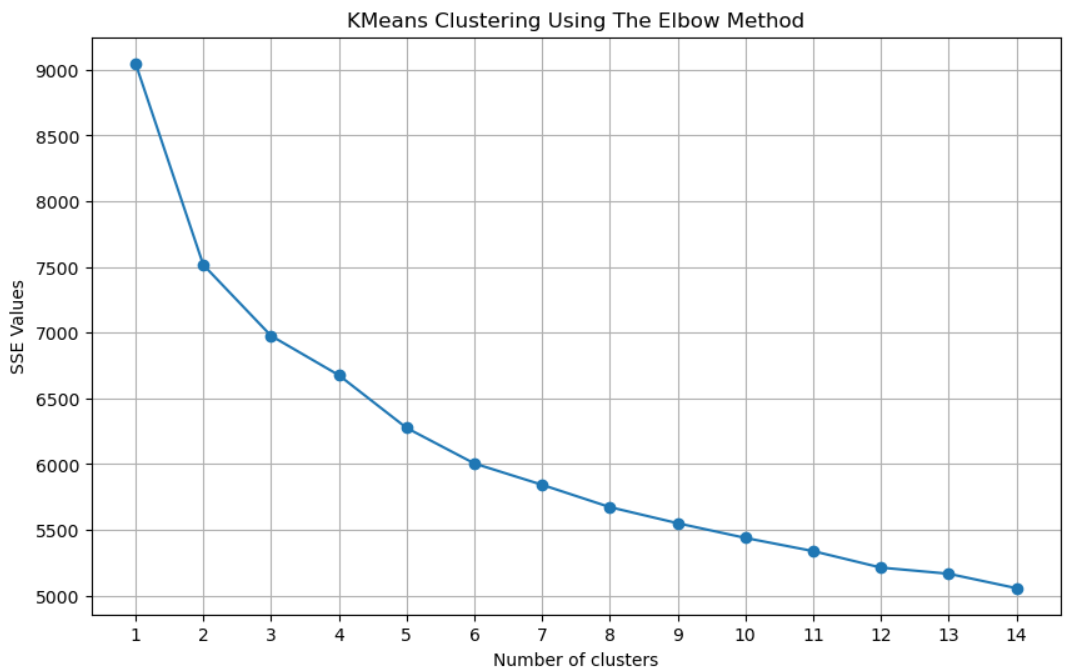 KMeans Clustering Using The Elbow Method
SSE Values
9000
8500
8000
7500
7000
6500
6000
5500
5000
1 2 3 4 5 6 7 8 9 10 11 12 13 14
Number of clusters